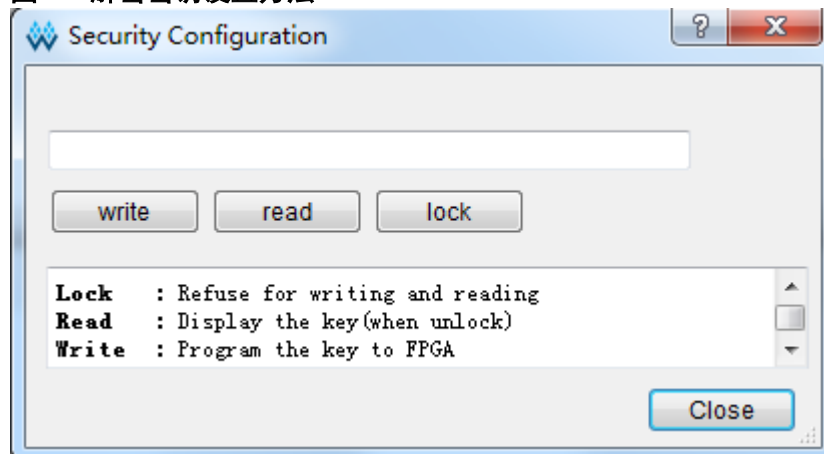 Security Configuration
write read lock
Lock : Refuse for writing and reading
Read : Display the key(when unlock)
Write : Program the key to FPGA
Close